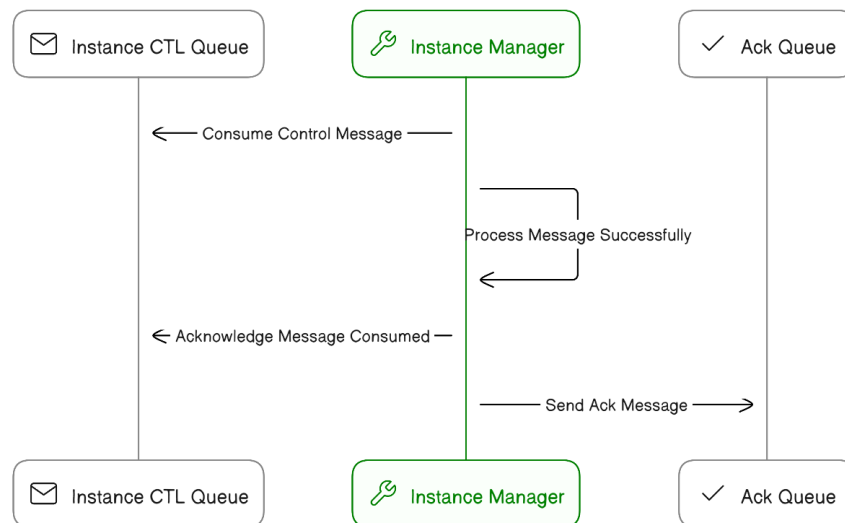 Instance CTL Queue
Instance Manager
Ack Queue
Consume Control Message
Process Message Successfully
Acknowledge Message Consumed
Send Ack Message
Instance CTL Queue
Instance Manager
Ack Queue